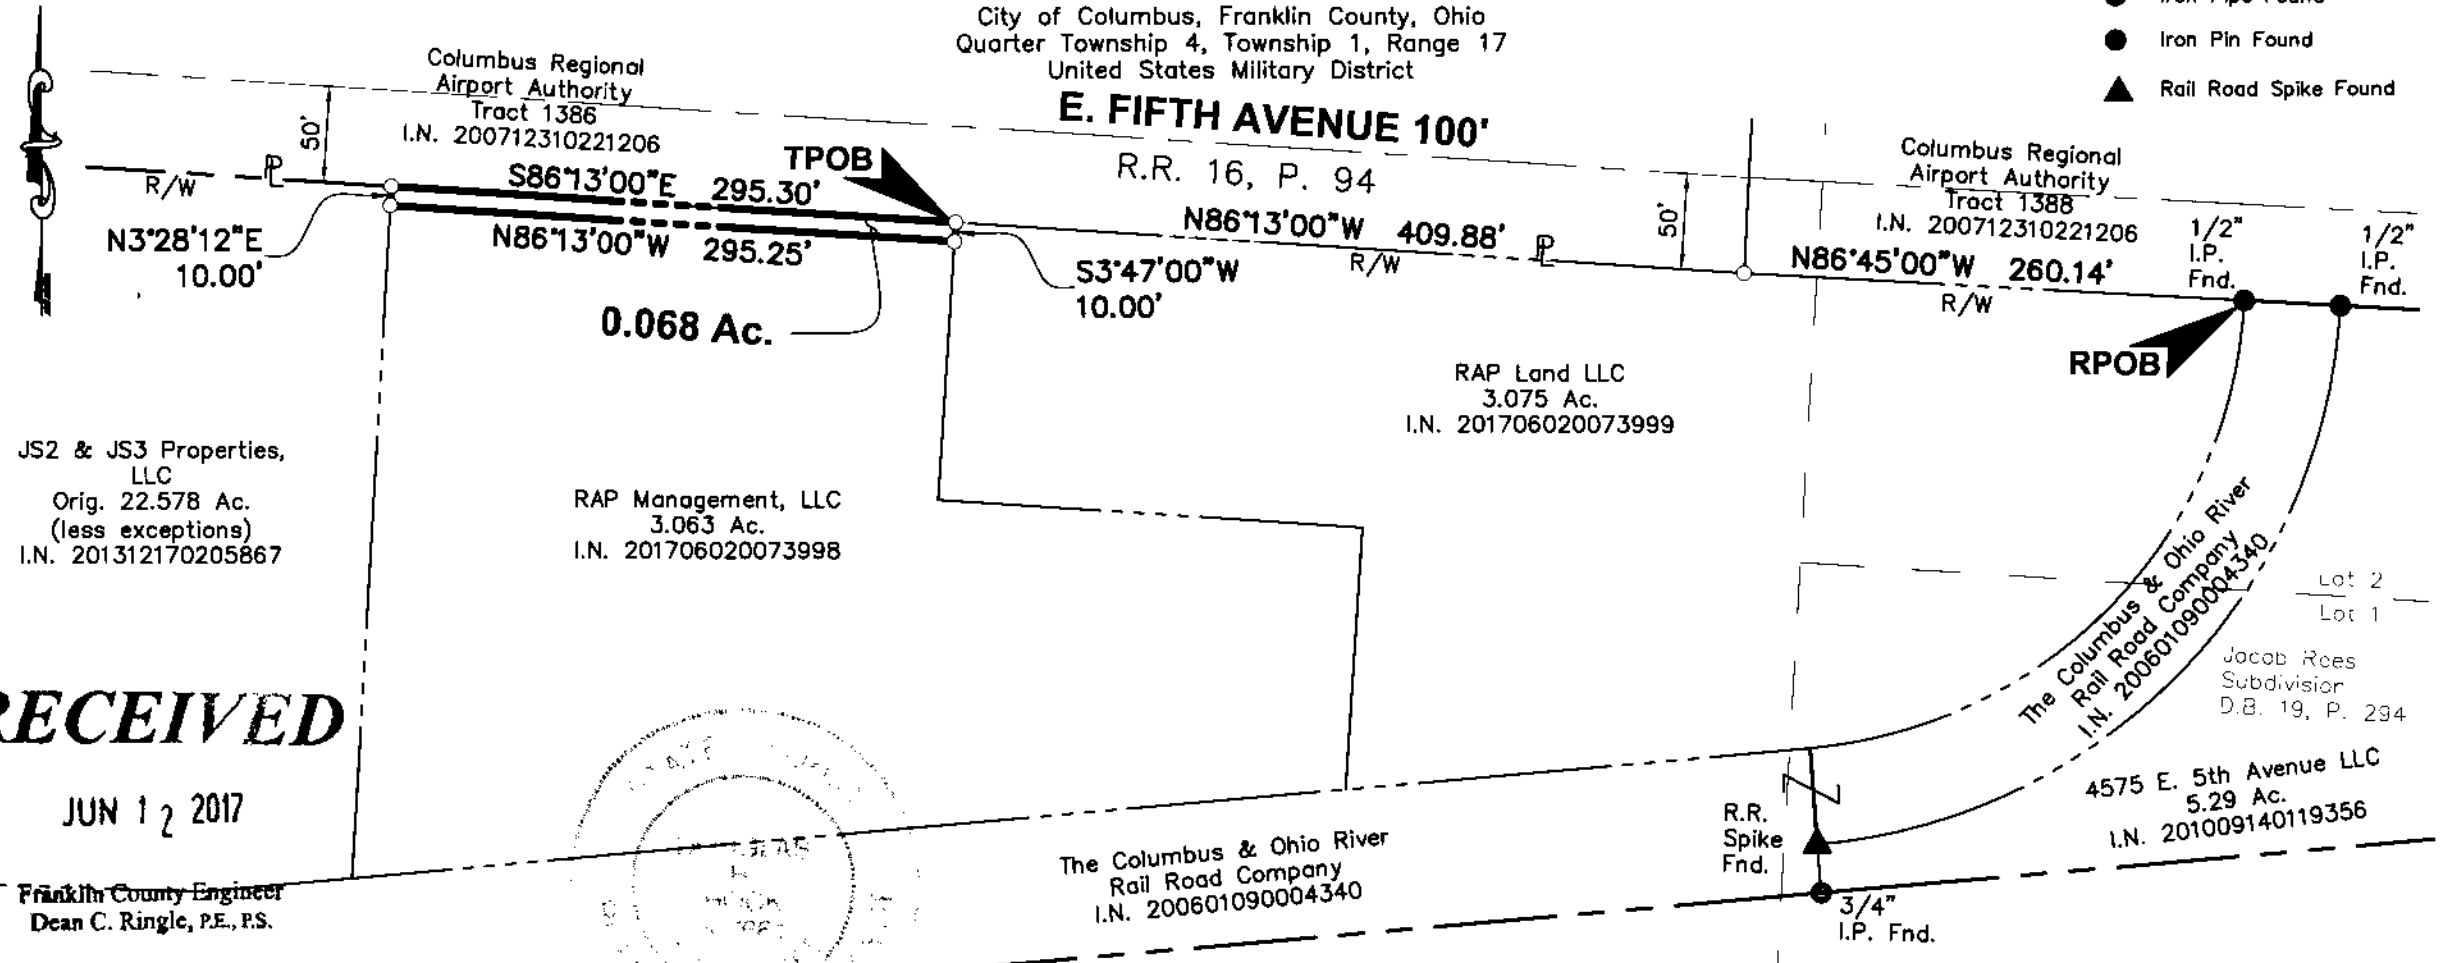 City of Columbus, Franklin County, Ohio
Quarter Township 4, Township 1, Range 17
United States Military District
E. FIFTH AVENUE 100'
R.R. 16, P. 94
Iron Pin Found
Rail Road Spike Found
Columbus Regional
Airport Authority
Tract 1386
I.N. 200712310221206
50'
R/W
PL
S86°13'00"E 295.30'
TPOB
N86°13'00"W 295.25'
N3°28'12"E
10.00'
0.068 Ac.
S3°47'00"W
10.00'
N86°13'00"W 409.88'
R/W
PL
50'
Columbus Regional
Airport Authority
Tract 1388
I.N. 200712310221206
N86°45'00"W 260.14'
R/W
1/2"
I.P.
Fnd.
1/2"
I.P.
Fnd.
RPOB
RAP Land LLC
3.075 Ac.
I.N. 201706020073999
JS2 & JS3 Properties,
LLC
Orig. 22.578 Ac.
(less exceptions)
I.N. 201312170205867
RAP Management, LLC
3.063 Ac.
I.N. 201706020073998
The Columbus & Ohio River
Rail Road Company
I.N. 200601090004340
Lot 2
Lot 1
Jacob Rees
Subdivision
D.B. 19, P. 294
4575 E. 5th Avenue LLC
5.29 Ac.
I.N. 201009140119356
R.R.
Spike
Fnd.
3/4"
I.P. Fnd.
The Columbus & Ohio River
Rail Road Company
I.N. 200601090004340
RECEIVED
JUN 12 2017
Franklin County Engineer
Dean C. Ringle, P.E., P.S.
STATE